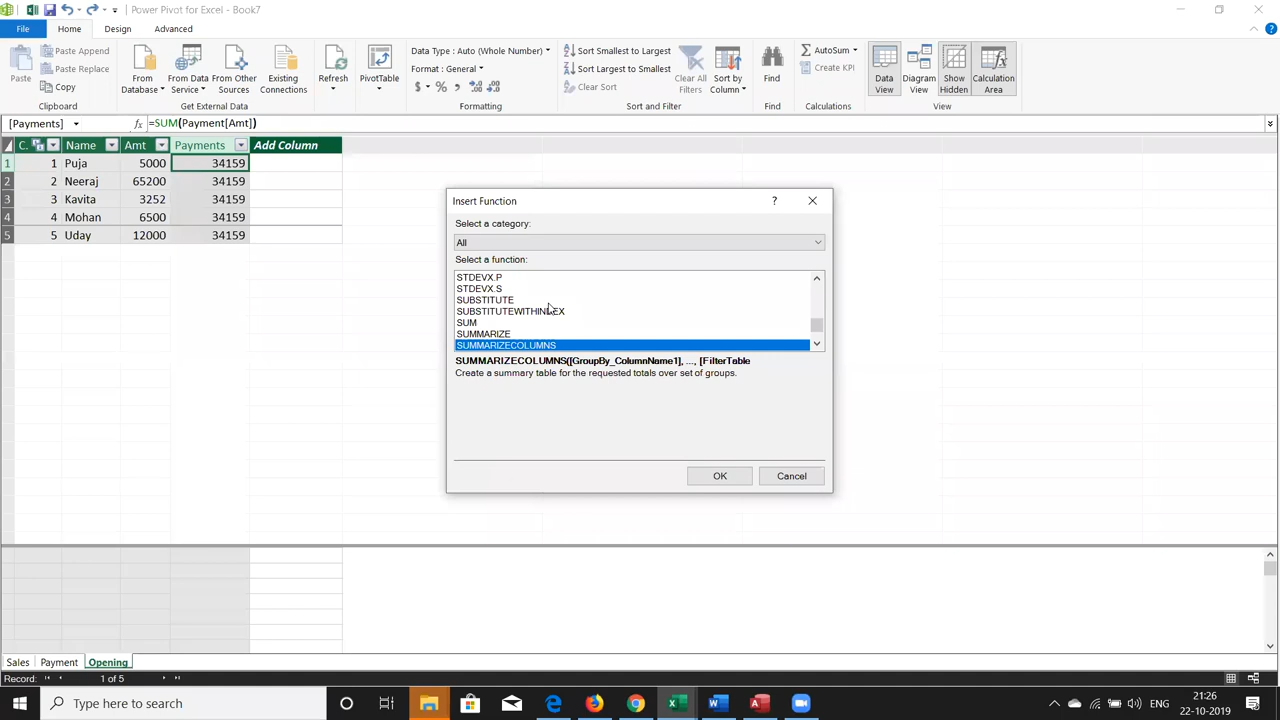 Power Pivot for Excel - Book7
File Home Design Advanced
Paste
Paste Append
Paste Replace
Copy
From Database
From Data Service
From Other Sources
Existing Connections
Refresh
PivotTable
Data Type : Auto (Whole Number)
Format : General
$ % ,
Sort Smallest to Largest
Sort Largest to Smallest
Clear Sort
Clear All Filters
Sort by Column
Find
AutoSum
Create KPI
Data View
Diagram View
Show Hidden
Calculation Area
Clipboard Get External Data Formatting Sort and Filter Find Calculations View
[Payments] fx =SUM(Payment[Amt])
C. Name Amt Payments Add Column
1 1 Puja 5000 34159
2 2 Neeraj 65200 34159
3 3 Kavita 3252 34159
4 4 Mohan 6500 34159
5 5 Uday 12000 34159
Insert Function ?
Select a category:
All
Select a function:
STDEVX.P
STDEVX.S
SUBSTITUTE
SUBSTITUTEWITHINDEX
SUM
SUMMARIZE
SUMMARIZECOLUMNS
SUMMARIZECOLUMNS([GroupBy_ColumnName1], ..., [FilterTable
Create a summary table for the requested totals over set of groups.
OK Cancel
Sales Payment Opening
Record: 1 of 5
Type here to search
ENG
21:26
22-10-2019